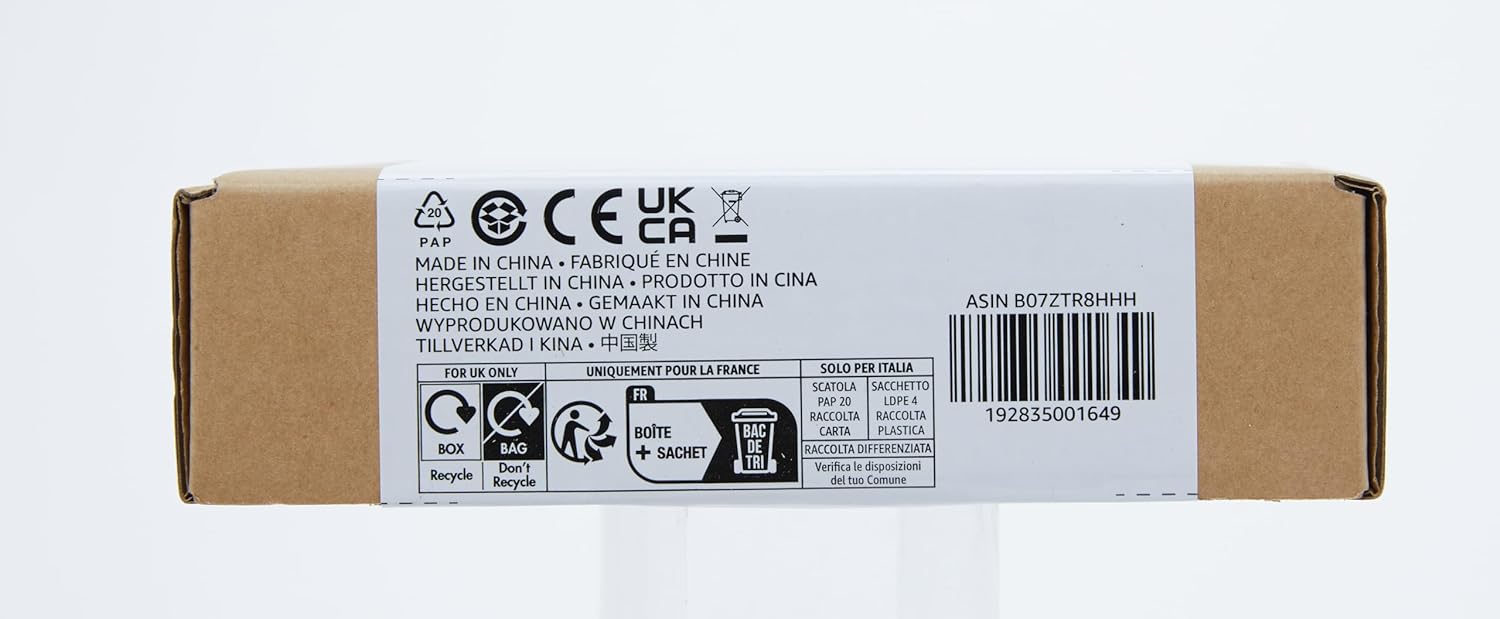 20
PAP
CE
UK
CA
MADE IN CHINA • FABRIQUÉ EN CHINE
HERGESTELLT IN CHINA • PRODOTTO IN CINA
HECHO EN CHINA • GEMAAKT IN CHINA
WYPRODUKOWANO W CHINACH
TILLVERKAD I KINA • 中国製
FOR UK ONLY
BOX
Recycle
BAG
Don't
Recycle
UNIQUEMENT POUR LA FRANCE
FR
BOÎTE
+ SACHET
BAC
DE
TRI
SOLO PER ITALIA
SCATOLA
PAP 20
RACCOLTA
CARTA
SACCHETTO
LDPE 4
RACCOLTA
PLASTICA
RACCOLTA DIFFERENZIATA
Verifica le disposizioni
del tuo Comune
ASIN B07ZTR8HHH
192835001649